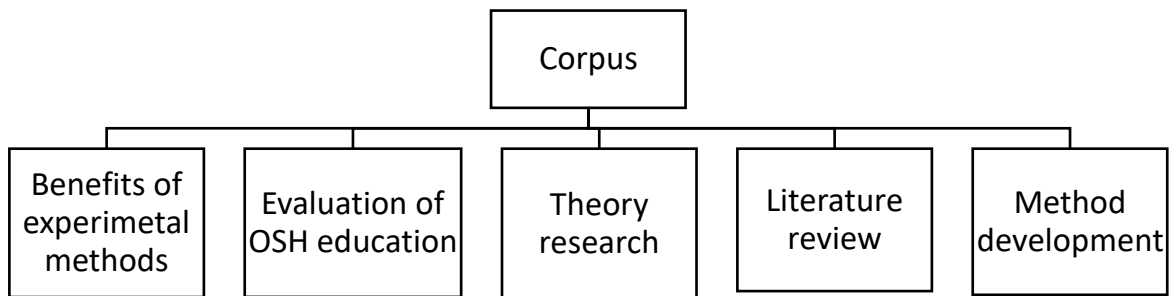 Corpus
Benefits of
experimetal
methods
Evaluation of
OSH education
Theory
research
Literature
review
Method
development